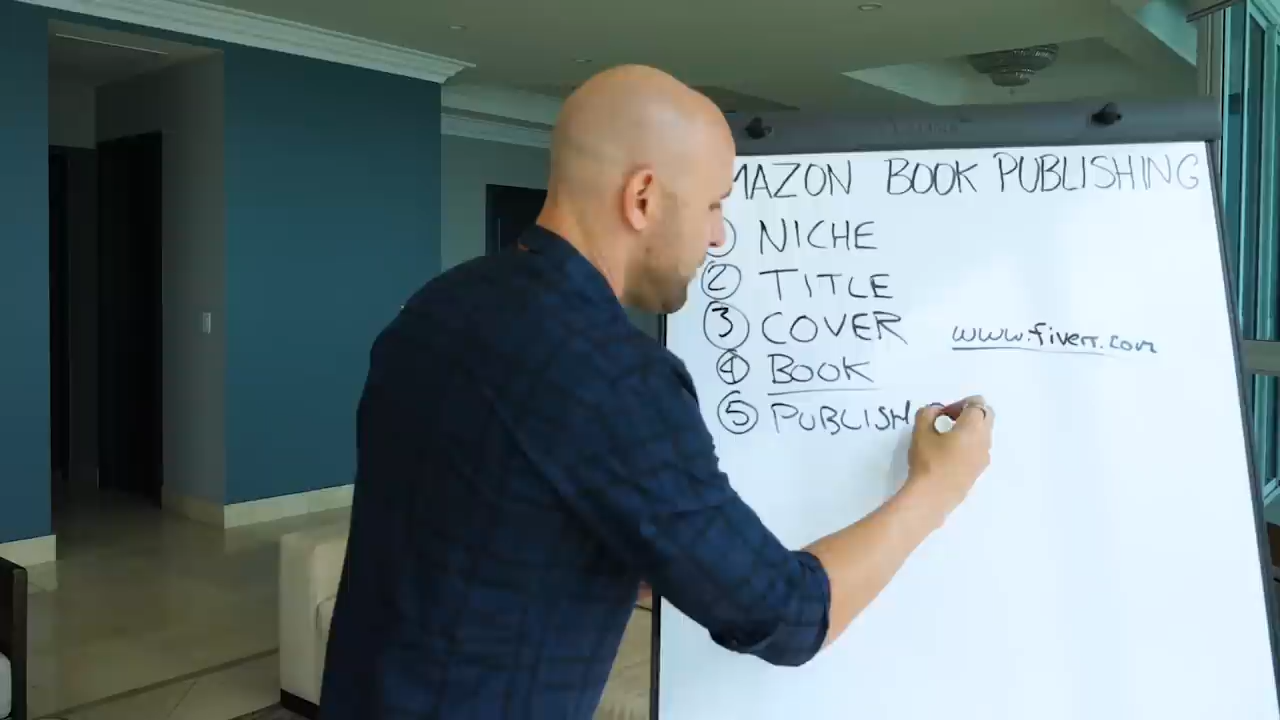 MAZON BOOK PUBLISHING
NICHE
② TITLE
③ COVER
www.fiverr.com
④ BOOK
⑤ PUBLISH